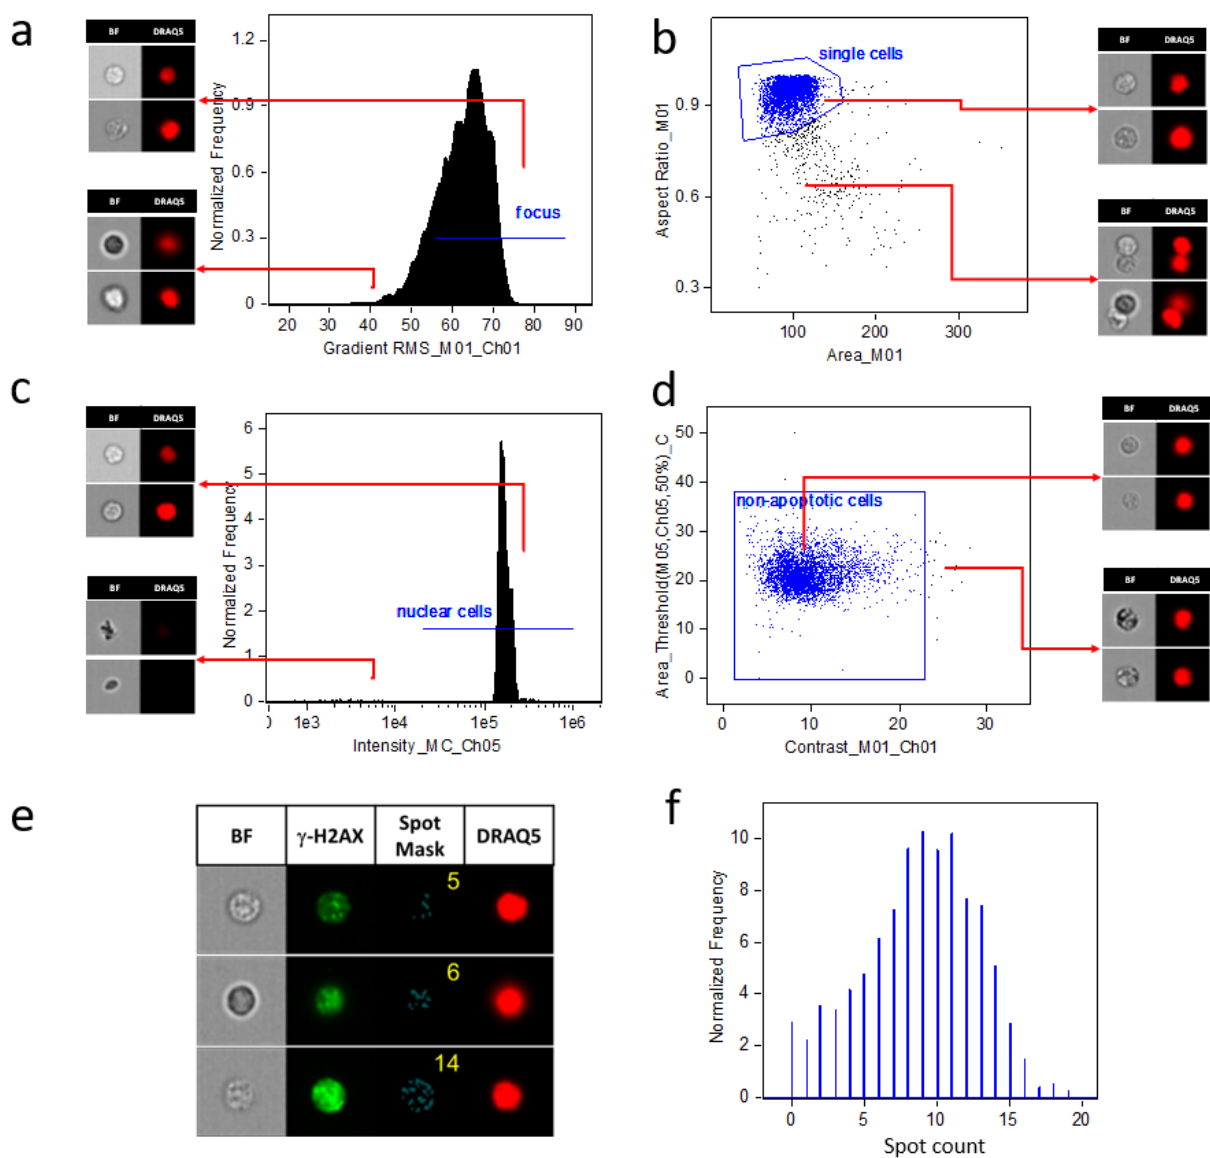 a
BF DRAQ5
BF DRAQ5
Normalized Frequency
1.2
0.9
0.6
0.3
0
focus
20 30 40 50 60 70 80 90
Gradient RMS_M01_Ch01
b
Aspect Ratio_M01
0.9
0.6
0.3
single cells
100 200 300
Area_M01
BF DRAQ5
BF DRAQ5
c
BF DRAQ5
BF DRAQ5
Normalized Frequency
6
5
4
3
2
1
0
nuclear cells
0 1e3 1e4 1e5 1e6
Intensity_MC_Ch05
d
Area_Threshold(M05,Ch05,50%)_C
50
40
30
20
10
0
non-apoptotic cells
0 10 20 30
Contrast_M01_Ch01
BF DRAQ5
BF DRAQ5
e
BF γ-H2AX Spot Mask DRAQ5
5
6
14
f
Normalized Frequency
10
8
6
4
2
0
0 5 10 15 20
Spot count